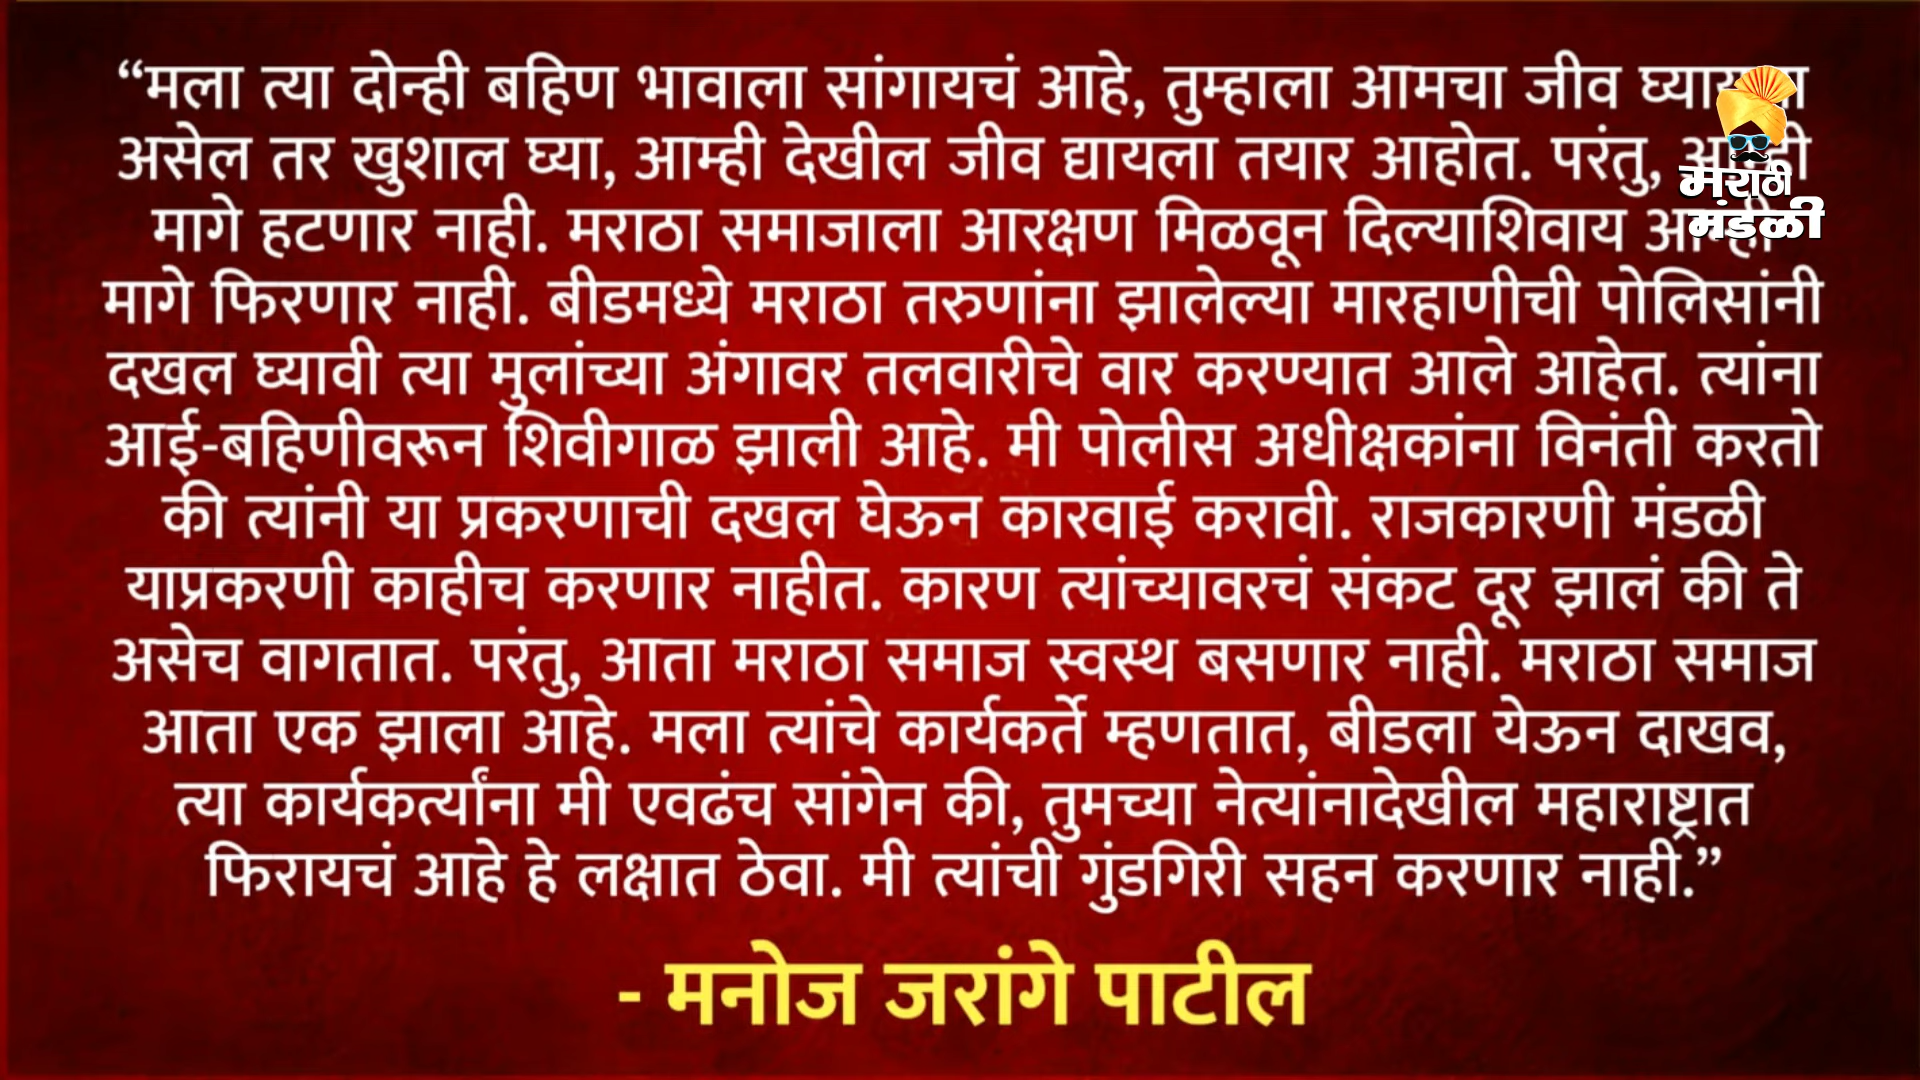 “मला त्या दोन्ही बहिण भावाला सांगायचं आहे, तुम्हाला आमचा जीव
असेल तर खुशाल घ्या, आम्ही देखील जीव द्यायला तयार आहोत. परंतु,
मागे हटणार नाही. मराठा समाजाला आरक्षण मिळवून दिल्याशिवाय
मागे फिरणार नाही. बीडमध्ये मराठा तरुणांना झालेल्या मारहाणीची पोलिसांनी
दखल घ्यावी त्या मुलांच्या अंगावर तलवारीचे वार करण्यात आले आहेत. त्यांना
आई-बहिणीवरून शिवीगाळ झाली आहे. मी पोलीस अधीक्षकांना विनंती करतो
की त्यांनी या प्रकरणाची दखल घेऊन कारवाई करावी. राजकारणी मंडळी
याप्रकरणी काहीच करणार नाहीत. कारण त्यांच्यावरचं संकट दूर झालं की ते
असेच वागतात. परंतु, आता मराठा समाज स्वस्थ बसणार नाही. मराठा समाज
आता एक झाला आहे. मला त्यांचे कार्यकर्ते म्हणतात, बीडला येऊन दाखव,
त्या कार्यकर्त्यांना मी एवढंच सांगेन की, तुमच्या नेत्यांनादेखील महाराष्ट्रात
फिरायचं आहे हे लक्षात ठेवा. मी त्यांची गुंडगिरी सहन करणार नाही.”
- मनोज जरांगे पाटील
मराठी
मंडळी